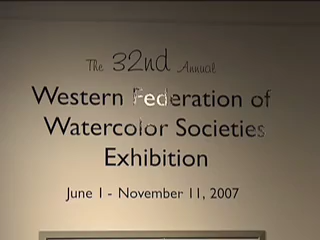 The 32nd Annual
Western Federation of
Watercolor Societies
Exhibition
June 1 - November 11, 2007